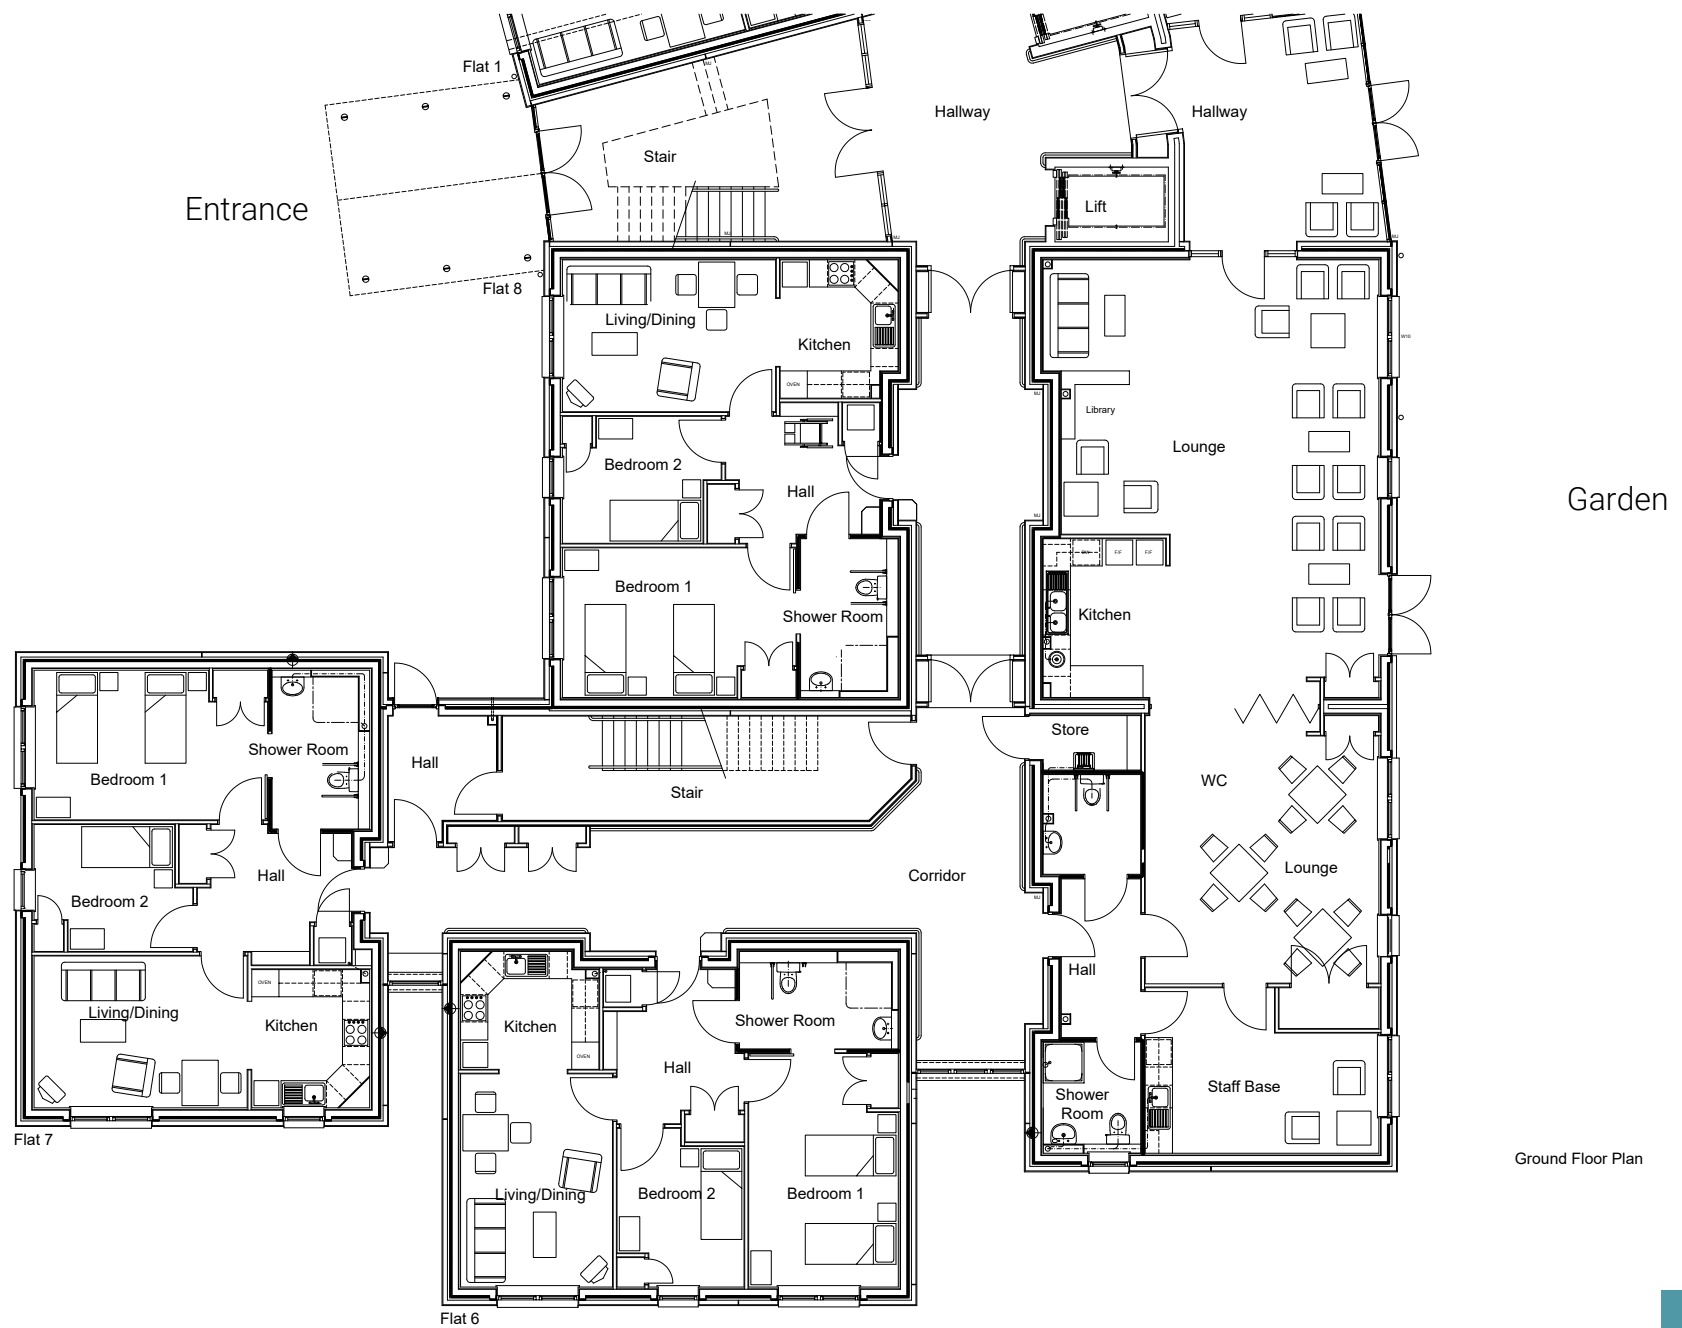 Flat 1
Hallway
Hallway
Stair
Entrance
Lift
Flat 8
Living/Dining
Kitchen
OVEN
Library
Lounge
Bedroom 2
Hall
Garden
Bedroom 1
Shower Room
E/F
E/F
Kitchen
Store
Shower Room
Hall
Bedroom 1
Stair
WC
Lounge
Hall
Corridor
Bedroom 2
Hall
OVEN
Living/Dining
Kitchen
Kitchen
Shower Room
OVEN
Hall
Staff Base
Shower
Room
Flat 7
Ground Floor Plan
Living/Dining
Bedroom 2
Bedroom 1
Flat 6